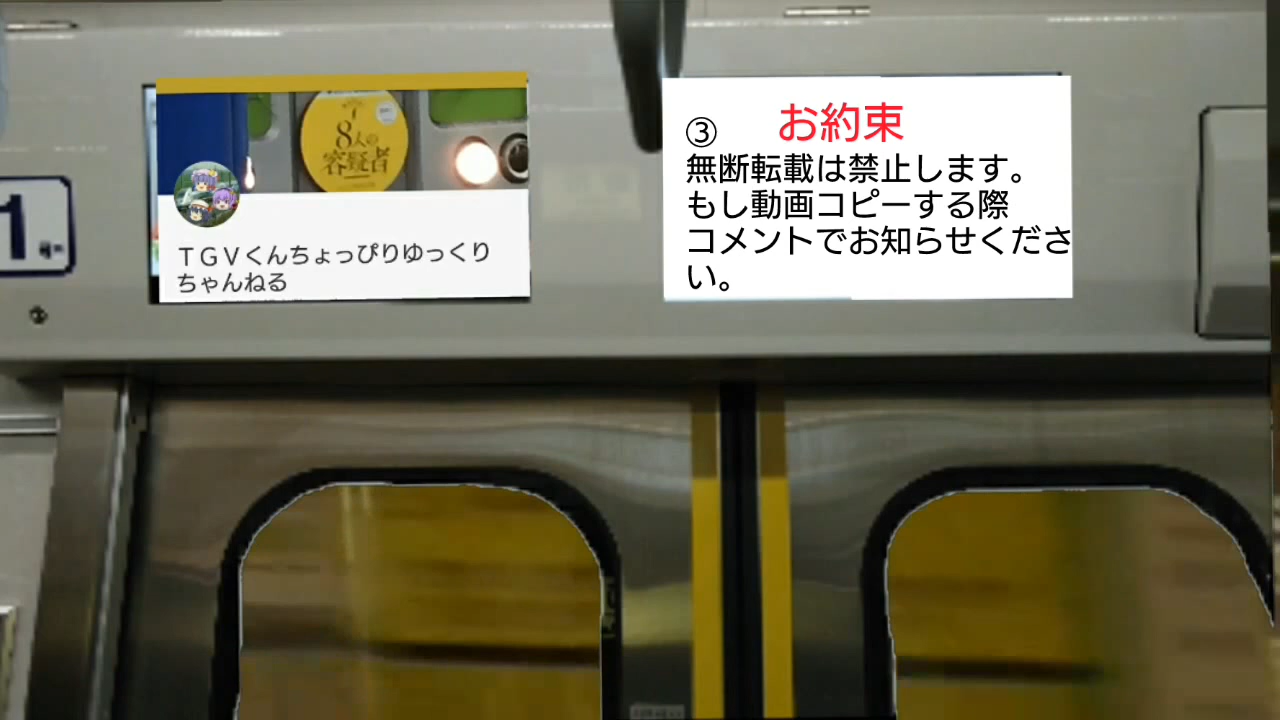 8人の
容疑者
TGVくんちょっぴりゆっくり
ちゃんねる
③ お約束
無断転載は禁止します。
もし動画コピーする際
コメントでお知らせくださ
い。
1